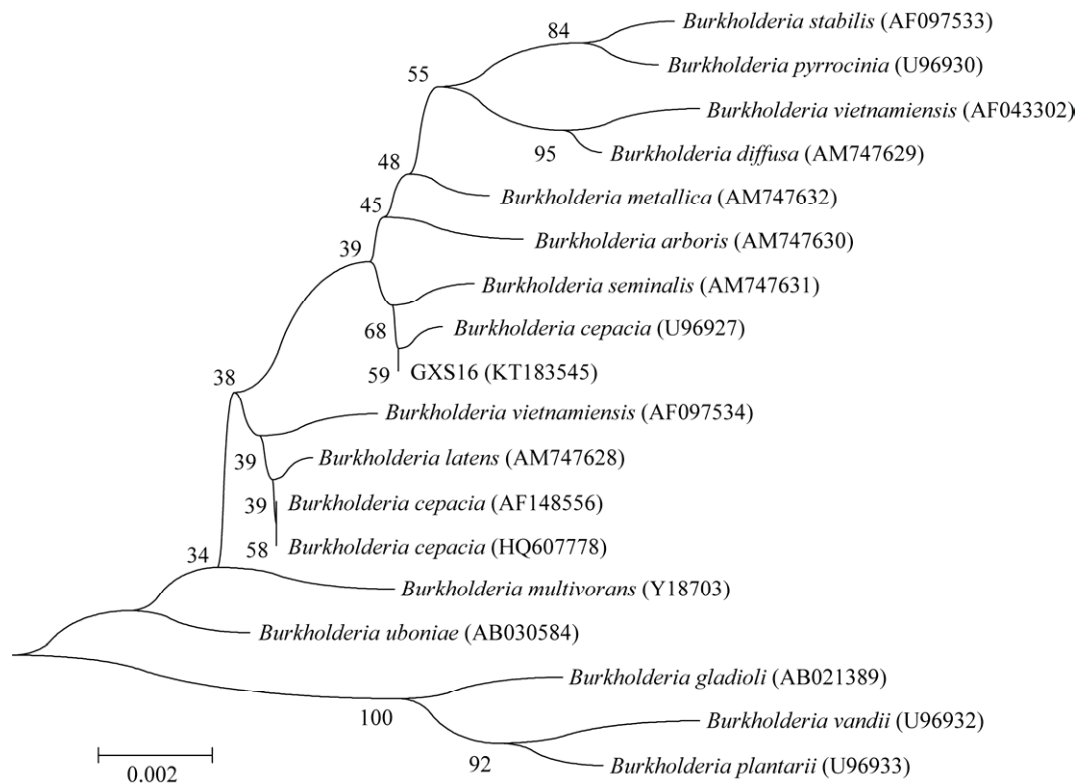 Burkholderia stabilis (AF097533)
84
Burkholderia pyrrocinia (U96930)
55
Burkholderia vietnamiensis (AF043302)
95
Burkholderia diffusa (AM747629)
48
Burkholderia metallica (AM747632)
45
Burkholderia arboris (AM747630)
39
Burkholderia seminalis (AM747631)
68
Burkholderia cepacia (U96927)
59
GXS16 (KT183545)
38
Burkholderia vietnamiensis (AF097534)
39
Burkholderia latens (AM747628)
39
Burkholderia cepacia (AF148556)
58
Burkholderia cepacia (HQ607778)
34
Burkholderia multivorans (Y18703)
Burkholderia uboniae (AB030584)
Burkholderia gladioli (AB021389)
100
Burkholderia vandii (U96932)
92
Burkholderia plantarii (U96933)
0.002